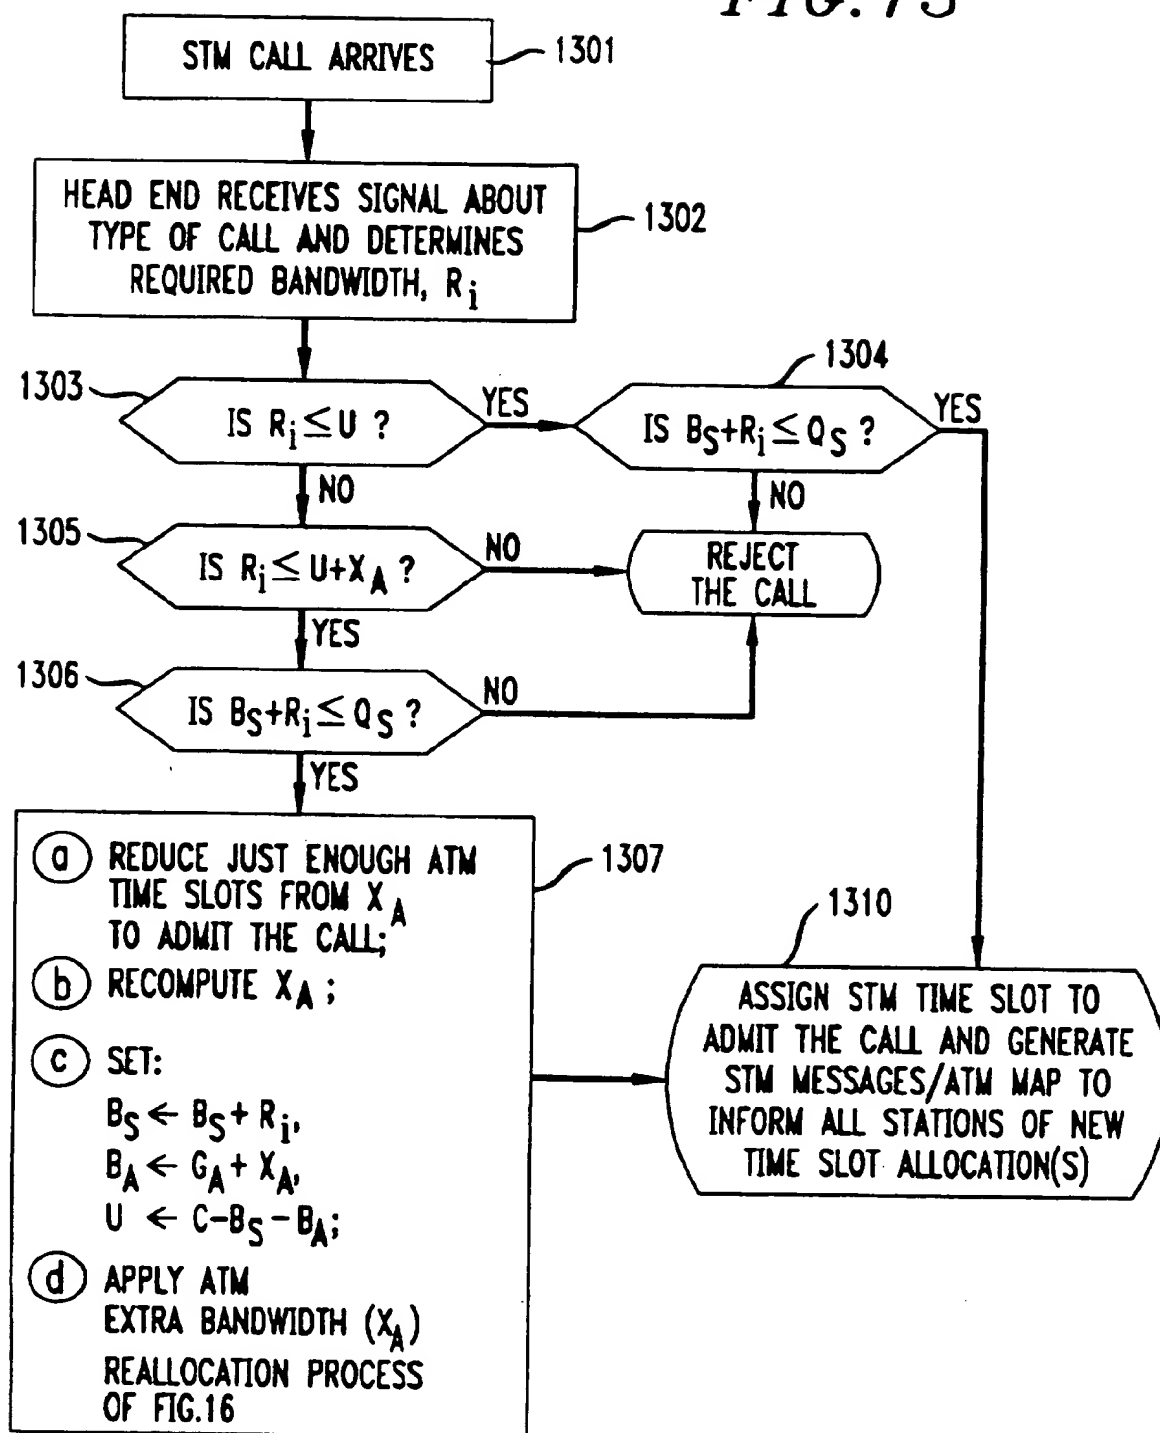 FIG. 13
STM CALL ARRIVES
1301
HEAD END RECEIVES SIGNAL ABOUT
TYPE OF CALL AND DETERMINES
REQUIRED BANDWIDTH, Ri
1302
1303
IS Ri ≤ U ?
YES
1304
IS BS+Ri ≤ QS ?
YES
NO
NO
1305
IS Ri ≤ U+XA ?
NO
REJECT
THE CALL
YES
1306
IS BS+Ri ≤ QS ?
NO
YES
1307
a REDUCE JUST ENOUGH ATM
TIME SLOTS FROM XA
TO ADMIT THE CALL;
b RECOMPUTE XA ;
c SET:
BS ← BS + Ri,
BA ← GA + XA,
U ← C-BS-BA;
d APPLY ATM
EXTRA BANDWIDTH (XA)
REALLOCATION PROCESS
OF FIG.16
1310
ASSIGN STM TIME SLOT TO
ADMIT THE CALL AND GENERATE
STM MESSAGES/ATM MAP TO
INFORM ALL STATIONS OF NEW
TIME SLOT ALLOCATION(S)